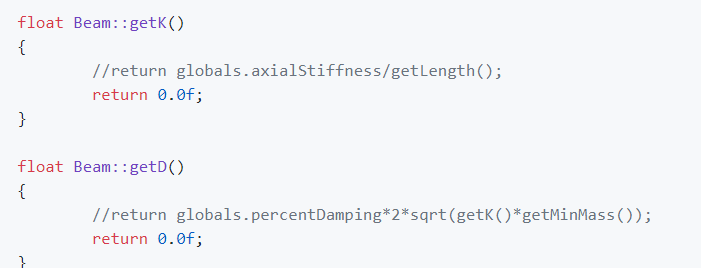 float Beam::getK()
{
        //return globals.axialStiffness/getLength();
        return 0.0f;
}

float Beam::getD()
{
        //return globals.percentDamping*2*sqrt(getK()*getMinMass());
        return 0.0f;
}